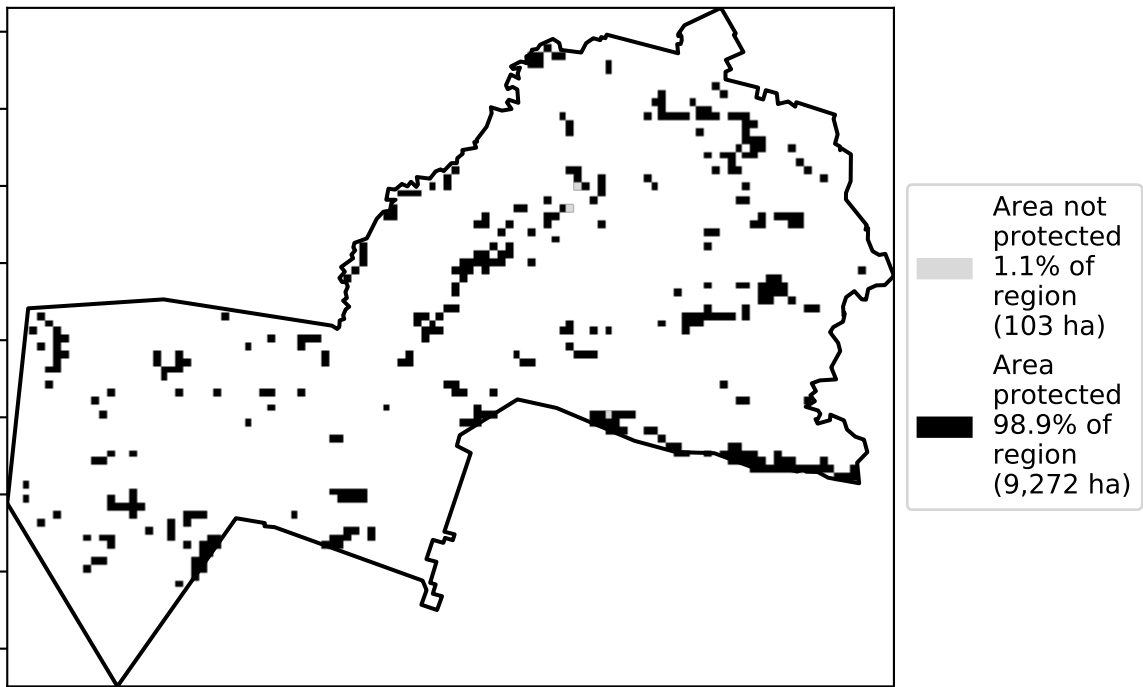 Area not
protected
1.1% of
region
(103 ha)
Area
protected
98.9% of
region
(9,272 ha)